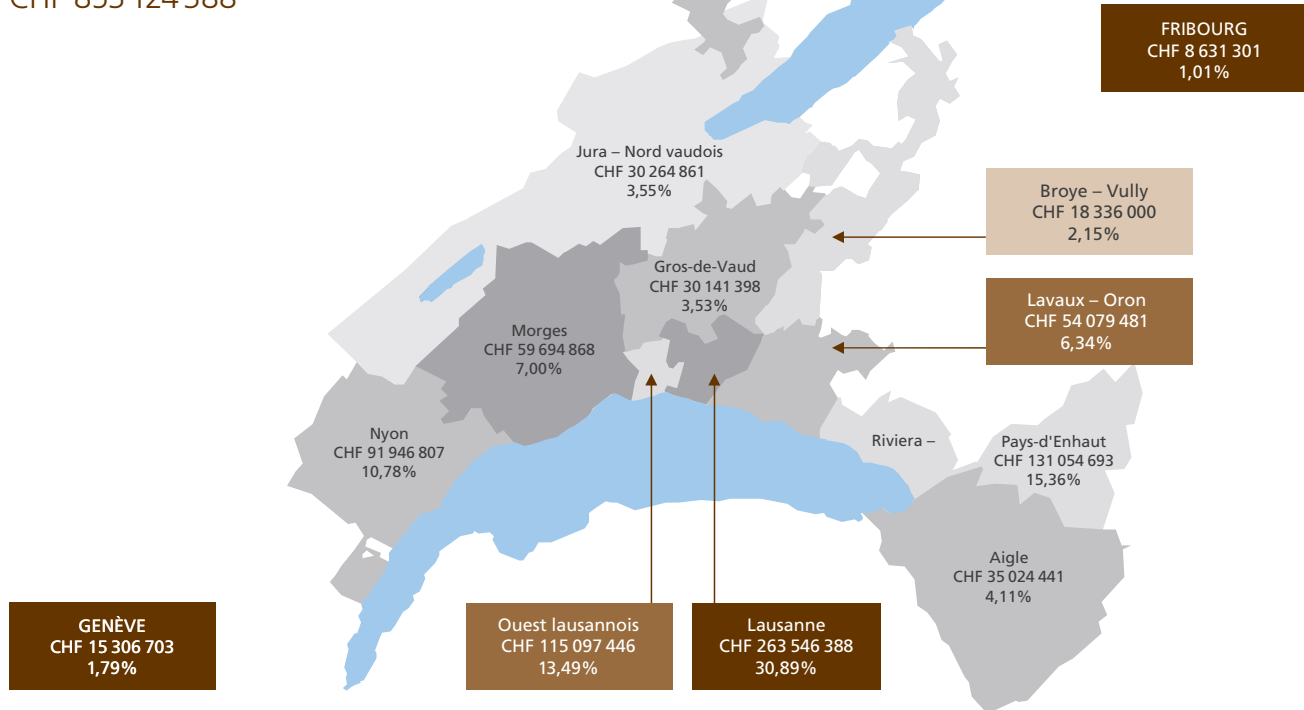 CHF 853 124 388
FRIBOURG
CHF 8 631 301
1,01%
Jura – Nord vaudois
CHF 30 264 861
3,55%
Broye – Vully
CHF 18 336 000
2,15%
Gros-de-Vaud
CHF 30 141 398
3,53%
Lavaux – Oron
CHF 54 079 481
6,34%
Morges
CHF 59 694 868
7,00%
Nyon
CHF 91 946 807
10,78%
Riviera –
Pays-d'Enhaut
CHF 131 054 693
15,36%
Aigle
CHF 35 024 441
4,11%
GENÈVE
CHF 15 306 703
1,79%
Ouest lausannois
CHF 115 097 446
13,49%
Lausanne
CHF 263 546 388
30,89%